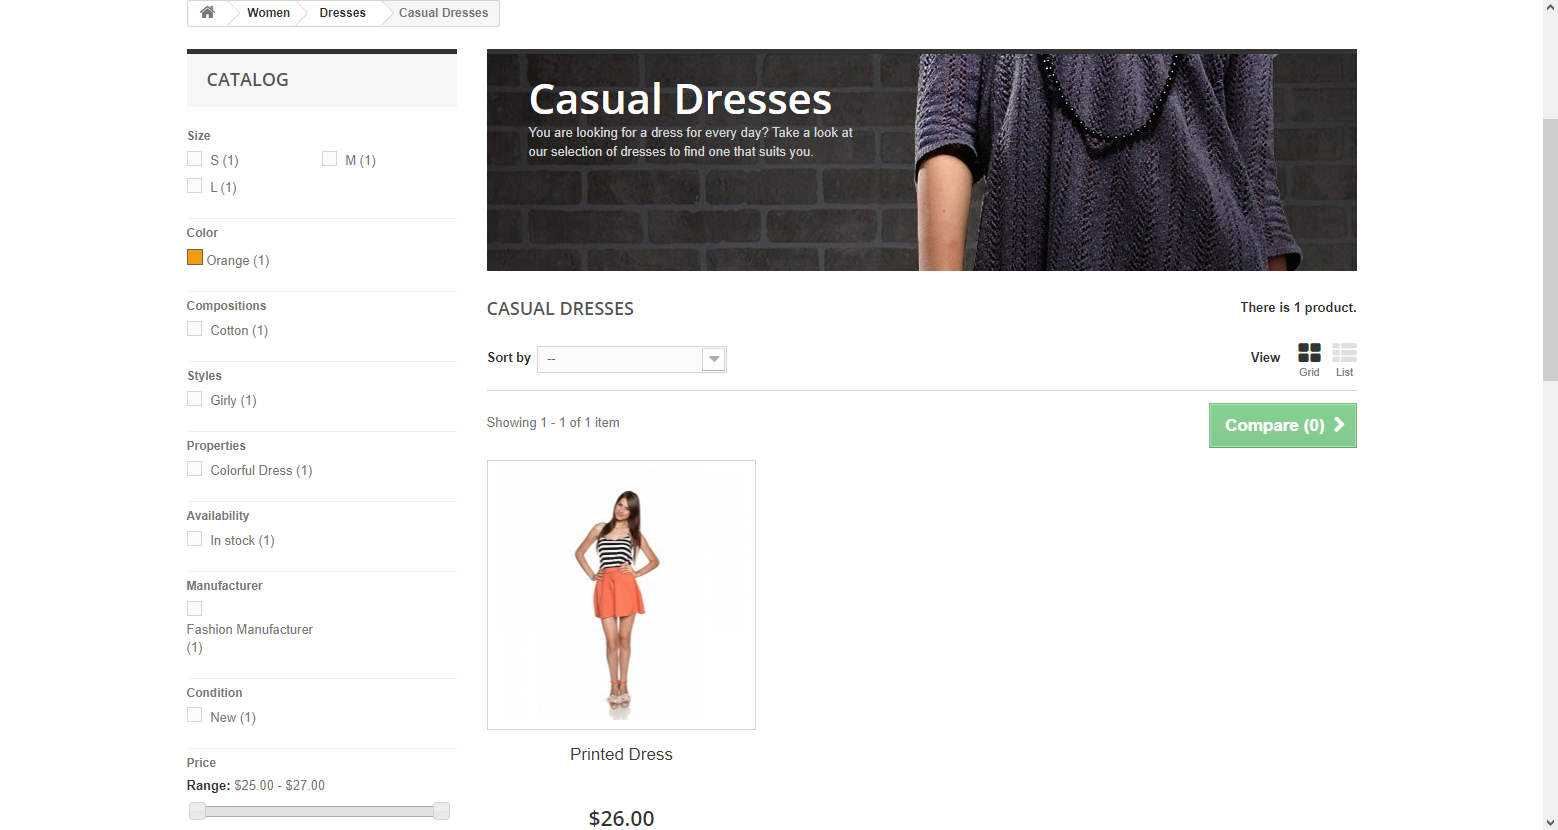 Women
Dresses
Casual Dresses
CATALOG
Size
S (1)
M (1)
L (1)
Color
Orange (1)
Compositions
Cotton (1)
Styles
Girly (1)
Properties
Colorful Dress (1)
Availability
In stock (1)
Manufacturer
Fashion Manufacturer
(1)
Condition
New (1)
Price
Range: $25.00 - $27.00
Casual Dresses
You are looking for a dress for every day? Take a look at
our selection of dresses to find one that suits you.
CASUAL DRESSES
There is 1 product.
Sort by
--
View
Grid
List
Showing 1 - 1 of 1 item
Compare (0)
Printed Dress
$26.00